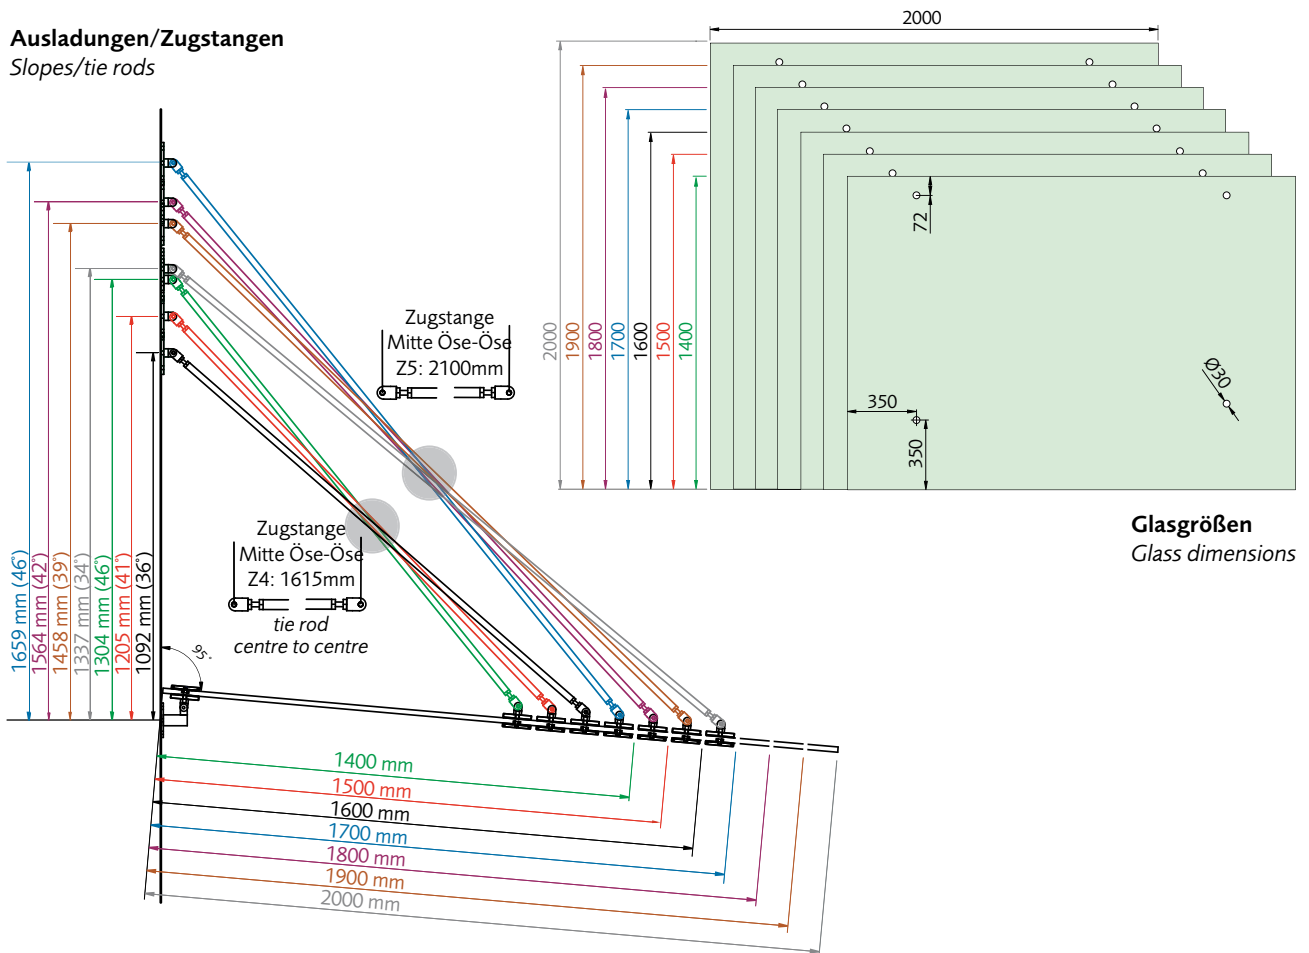 Ausladungen/Zugstangen
Slopes/tie rods
2000
72
350
350
Ø30
2000
1900
1800
1700
1600
1500
1400
Glasgrößen
Glass dimensions
Zugstange
Mitte Öse-Öse
Z5: 2100mm
Zugstange
Mitte Öse-Öse
Z4: 1615mm
tie rod
centre to centre
1659 mm (46°)
1564 mm (42°)
1458 mm (39°)
1337 mm (34°)
1304 mm (46°)
1205 mm (41°)
1092 mm (36°)
95°
1400 mm
1500 mm
1600 mm
1700 mm
1800 mm
1900 mm
2000 mm